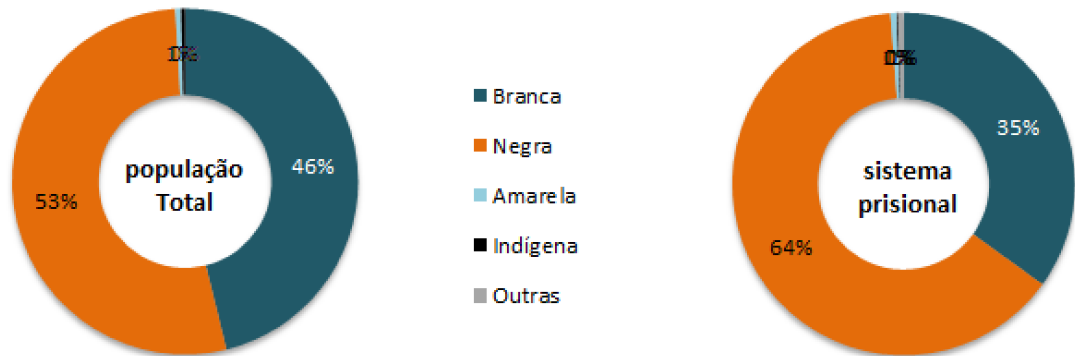 46%
53%
população
Total
Branca
Negra
Amarela
Indígena
Outras
35%
64%
sistema
prisional